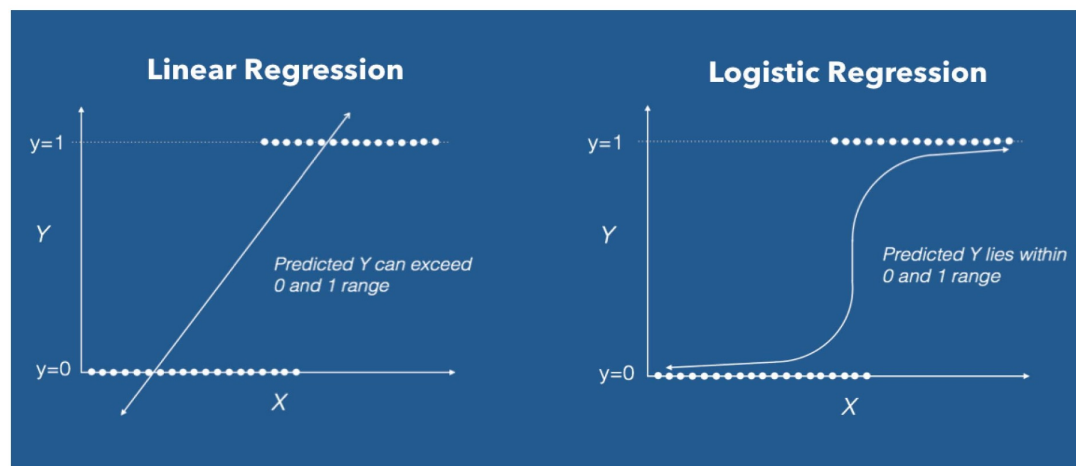 Linear Regression
y=1
Y
Predicted Y can exceed
0 and 1 range
y=0
X
Logistic Regression
y=1
Y
Predicted Y lies within
0 and 1 range
y=0
X